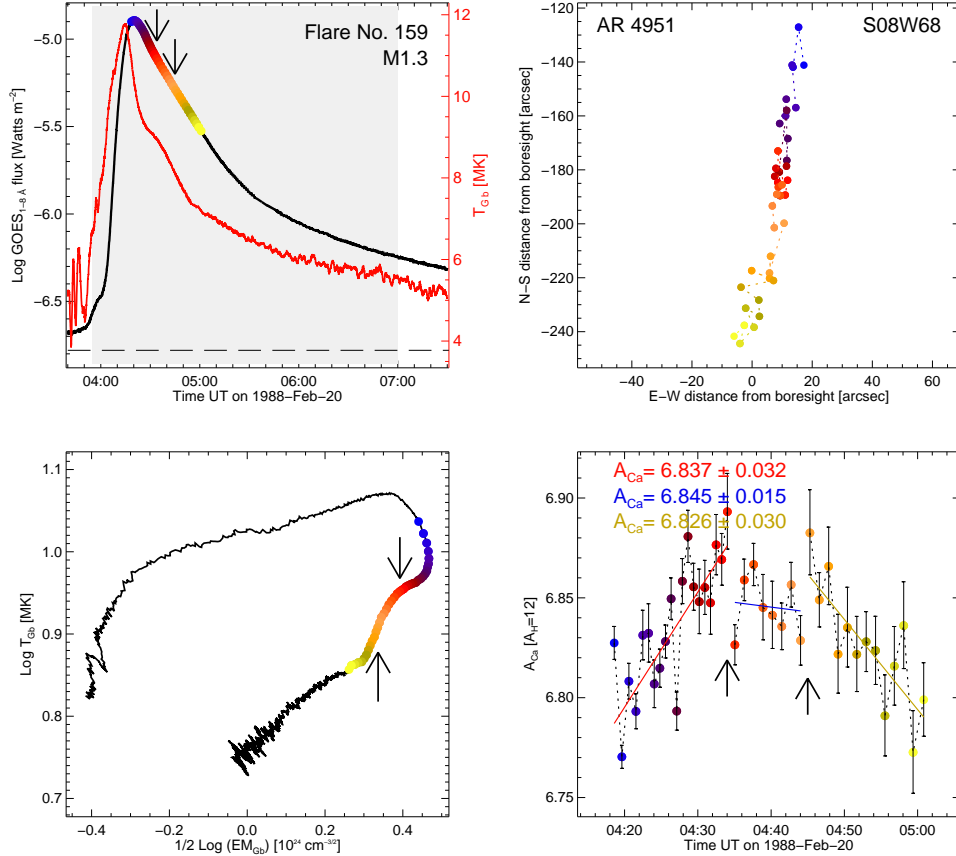 Flare No. 159
M1.3
Log GOES1−8 Å flux [Watts m−2]
−5.0
−5.5
−6.0
−6.5
12
10
8
6
4
TGb [MK]
04:00 05:00 06:00 07:00
Time UT on 1988−Feb−20
AR 4951 S08W68
N−S distance from boresight [arcsec]
−120
−140
−160
−180
−200
−220
−240
−40 −20 0 20 40 60
E−W distance from boresight [arcsec]
Log TGb [MK]
1.1
1.0
0.9
0.8
0.7
−0.4 −0.2 0.0 0.2 0.4
1/2 Log (EMGb) [10²⁴ cm−3/2]
ACa= 6.837 ± 0.032
ACa= 6.845 ± 0.015
ACa= 6.826 ± 0.030
ACa [AH=12]
6.90
6.85
6.80
6.75
04:20 04:30 04:40 04:50 05:00
Time UT on 1988−Feb−20